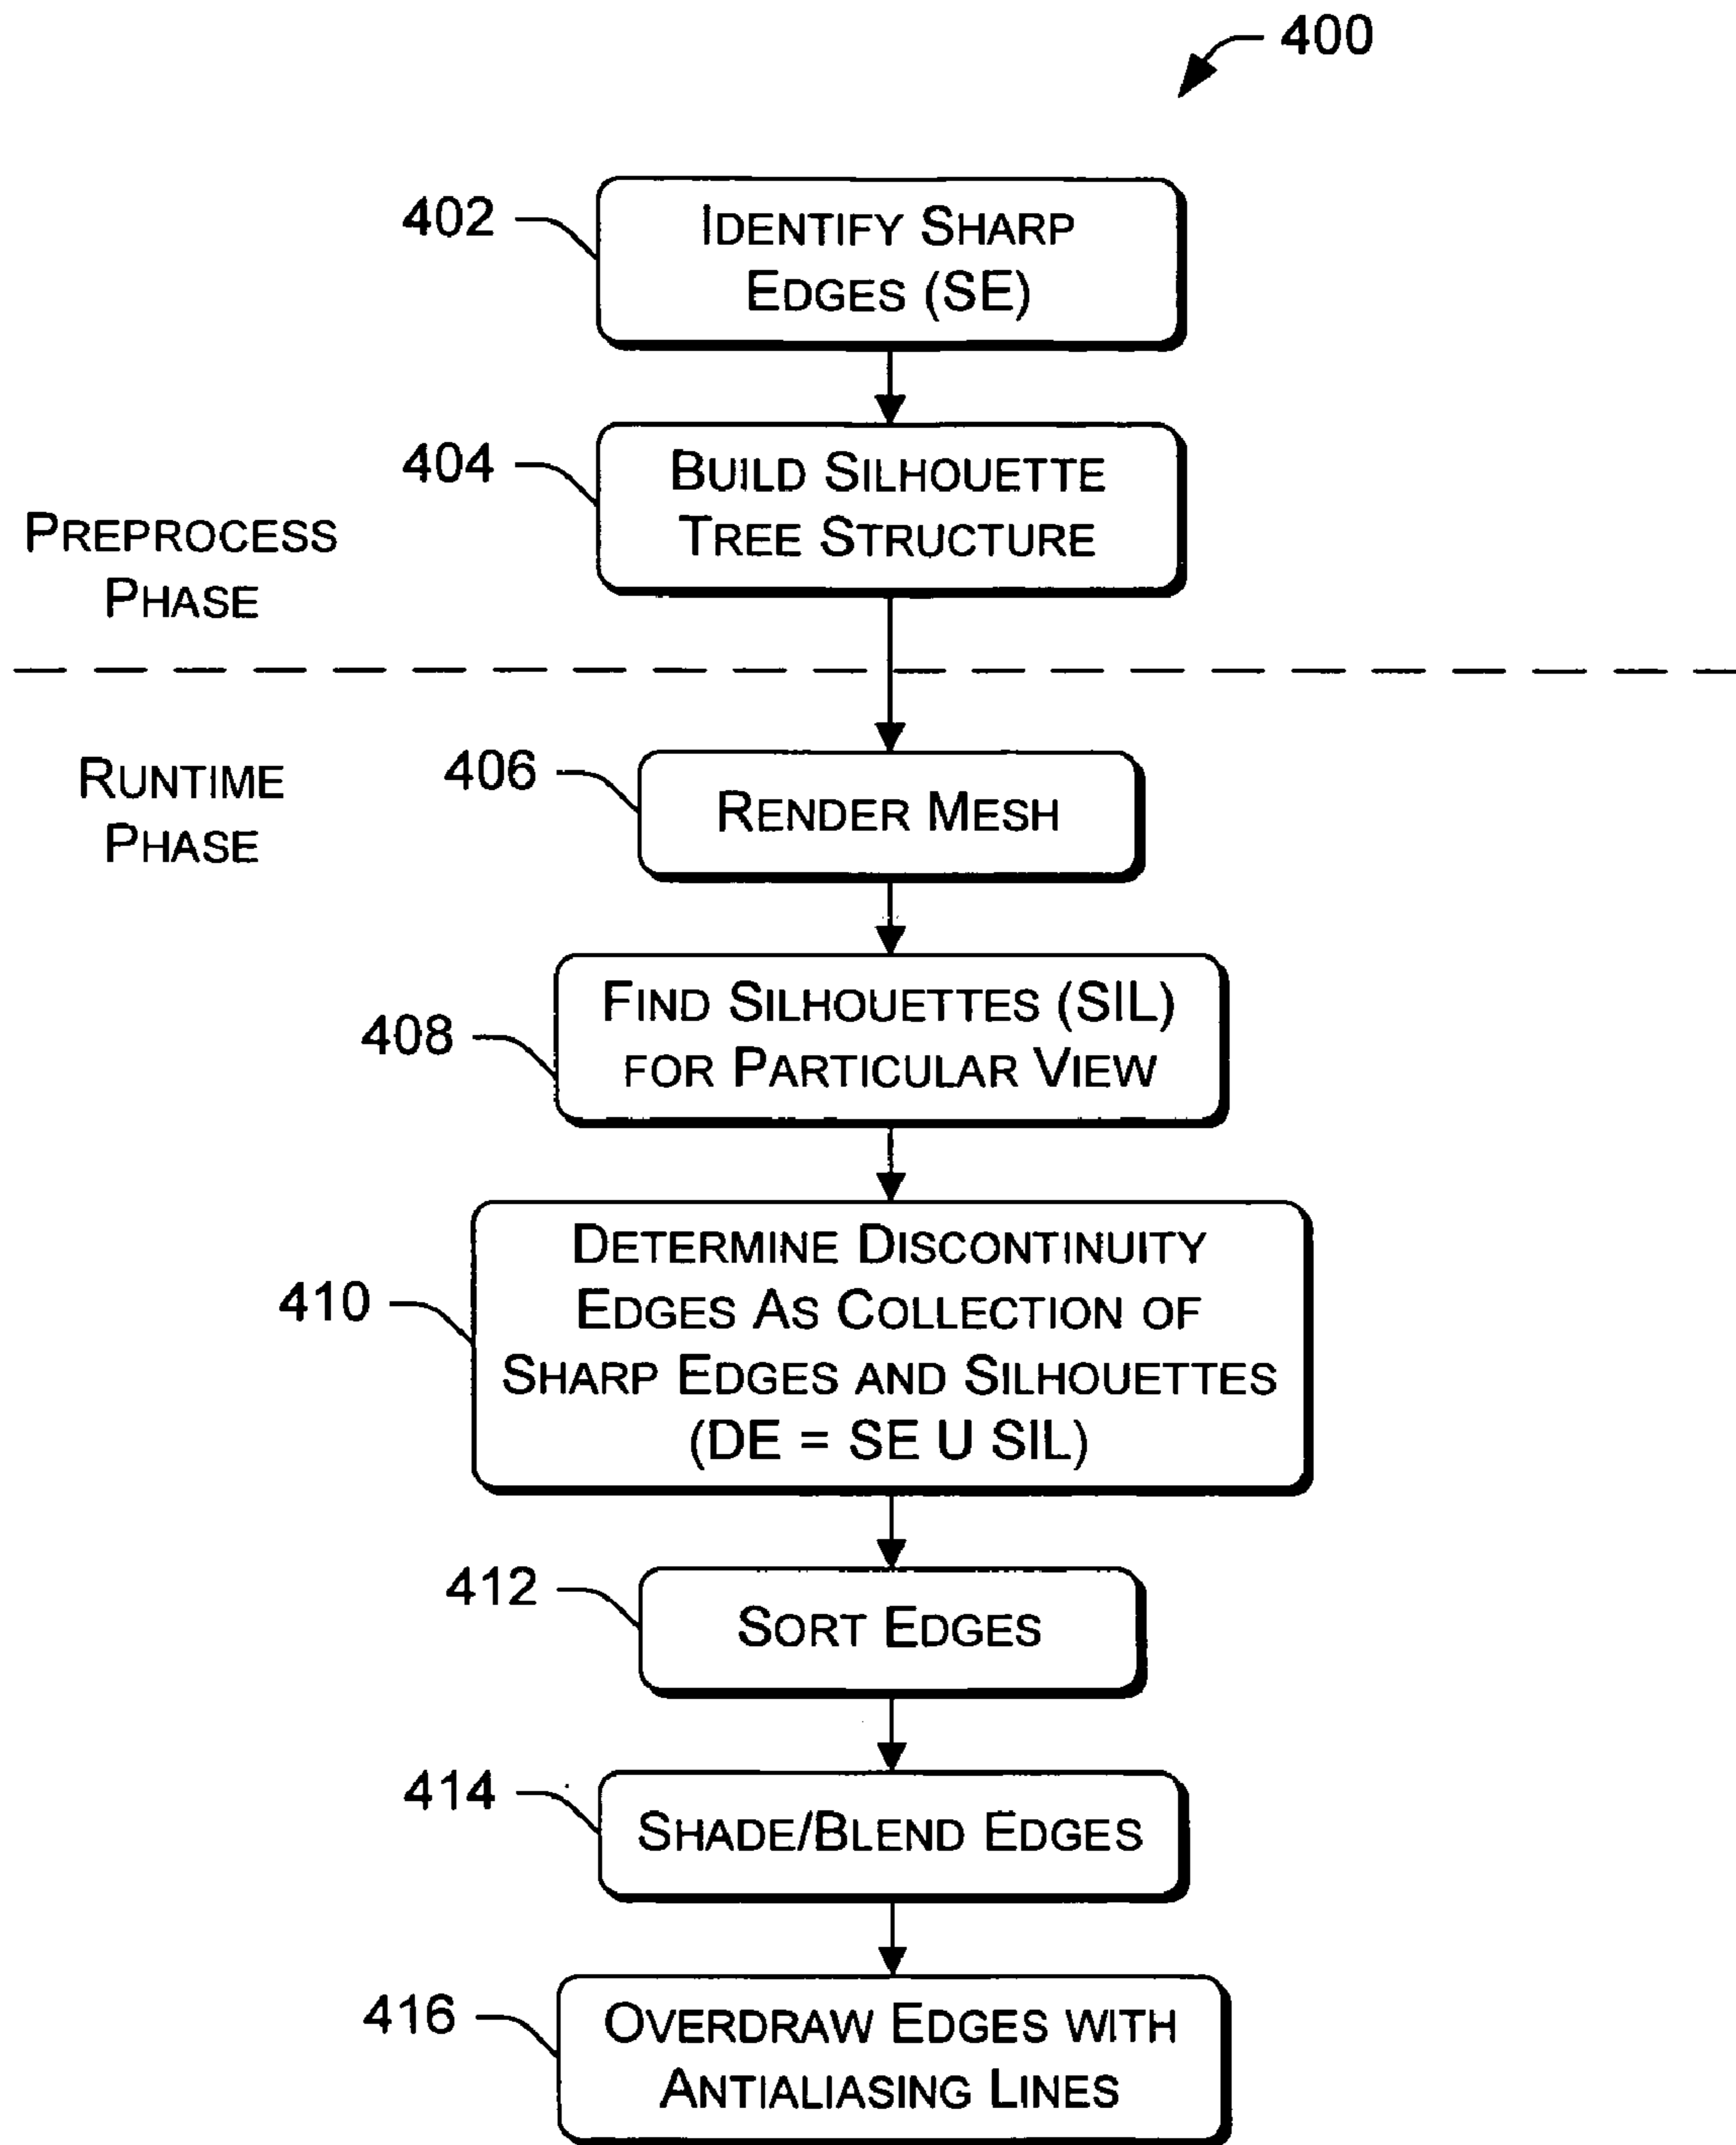 400
402
IDENTIFY SHARP
EDGES (SE)
404
BUILD SILHOUETTE
TREE STRUCTURE
PREPROCESS
PHASE
RUNTIME
PHASE
406
RENDER MESH
408
FIND SILHOUETTES (SIL)
FOR PARTICULAR VIEW
410
DETERMINE DISCONTINUITY
EDGES AS COLLECTION OF
SHARP EDGES AND SILHOUETTES
(DE = SE U SIL)
412
SORT EDGES
414
SHADE/BLEND EDGES
416
OVERDRAW EDGES WITH
ANTIALIASING LINES